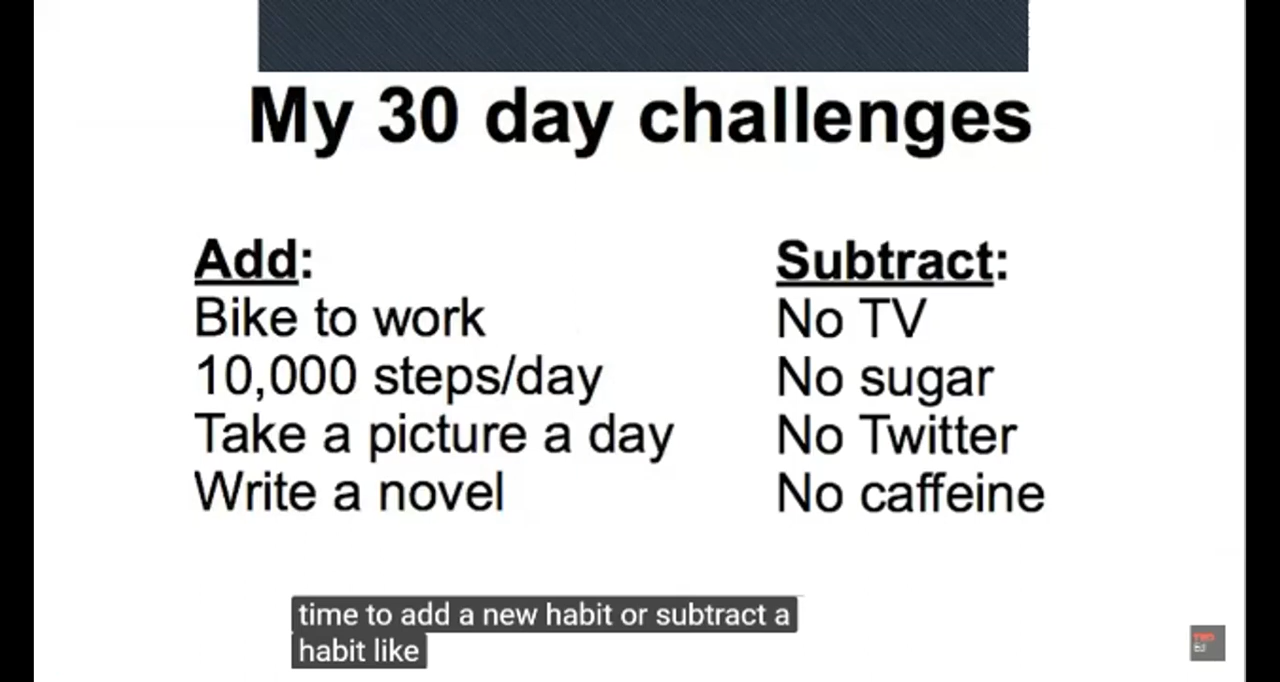 My 30 day challenges
Add:
Bike to work
10,000 steps/day
Take a picture a day
Write a novel
Subtract:
No TV
No sugar
No Twitter
No caffeine
time to add a new habit or subtract a
habit like